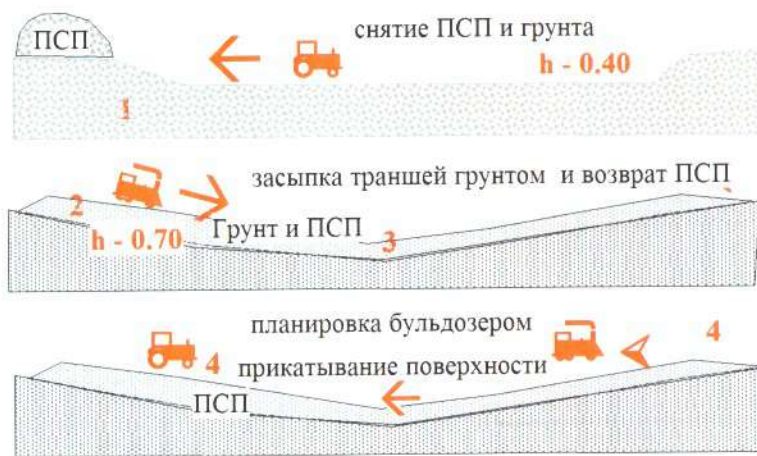 ПСП
снятие ПСП и грунта
h - 0.40
1
засыпка траншей грунтом и возврат ПСП
2
Грунт и ПСП
h - 0.70
3
планировка бульдозером
4
4
прикатывание поверхности
ПСП